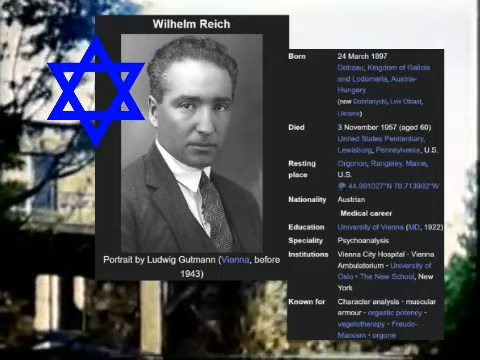 Wilhelm Reich
Portrait by Ludwig Gutmann (Vienna, before
1943)
Born 24 March 1897
Dobzau, Kingdom of Galicia
and Lodomeria, Austria-
Hungary
(now Dobrianychi, Lviv Oblast,
Ukraine)
Died 3 November 1957 (aged 60)
United States Penitentiary,
Lewisburg, Pennsylvania, U.S.
Resting Orgonon, Rangeley, Maine,
place U.S.
44.991027°N 70.713902°W
Nationality Austrian
Medical career
Education University of Vienna (MD, 1922)
Speciality Psychoanalysis
Institutions Vienna City Hospital · Vienna
Ambulatorium · University of
Oslo · The New School, New
York
Known for Character analysis · muscular
armour · orgastic potency ·
vegetotherapy · Freudo-
Marxism · orgone